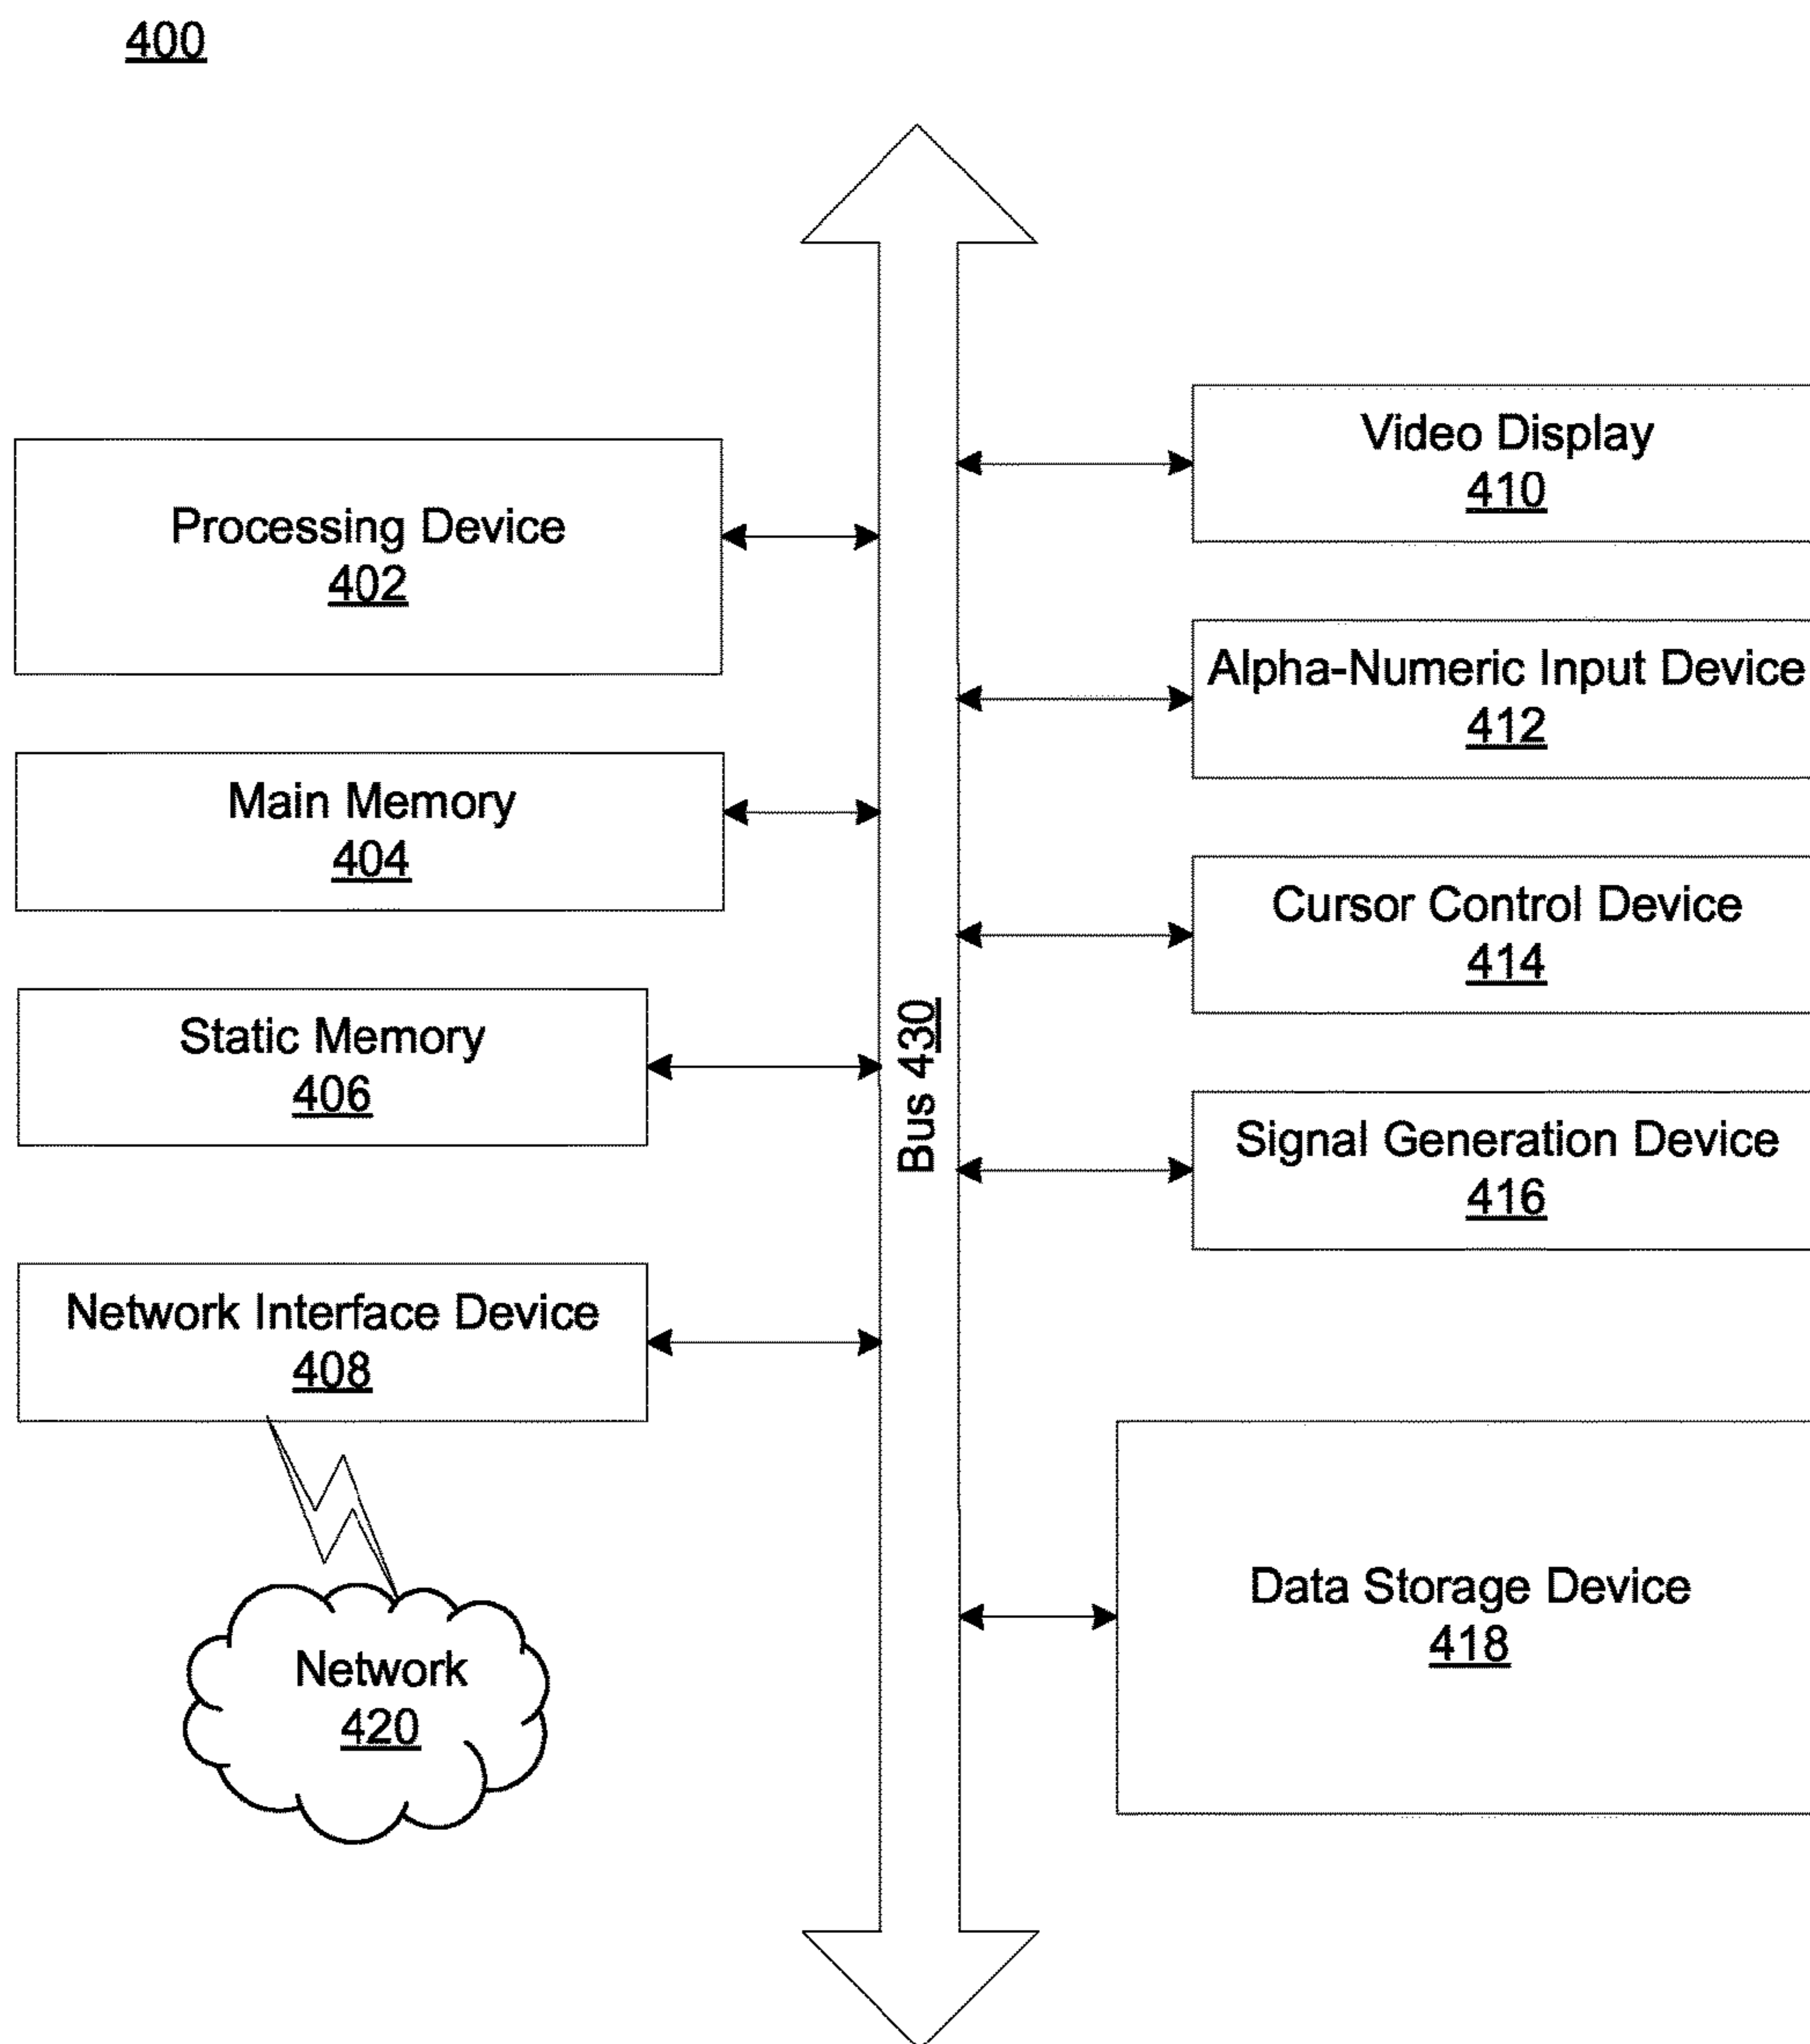 400
Processing Device
402
Main Memory
404
Static Memory
406
Network Interface Device
408
Network
420
Bus 430
Video Display
410
Alpha-Numeric Input Device
412
Cursor Control Device
414
Signal Generation Device
416
Data Storage Device
418